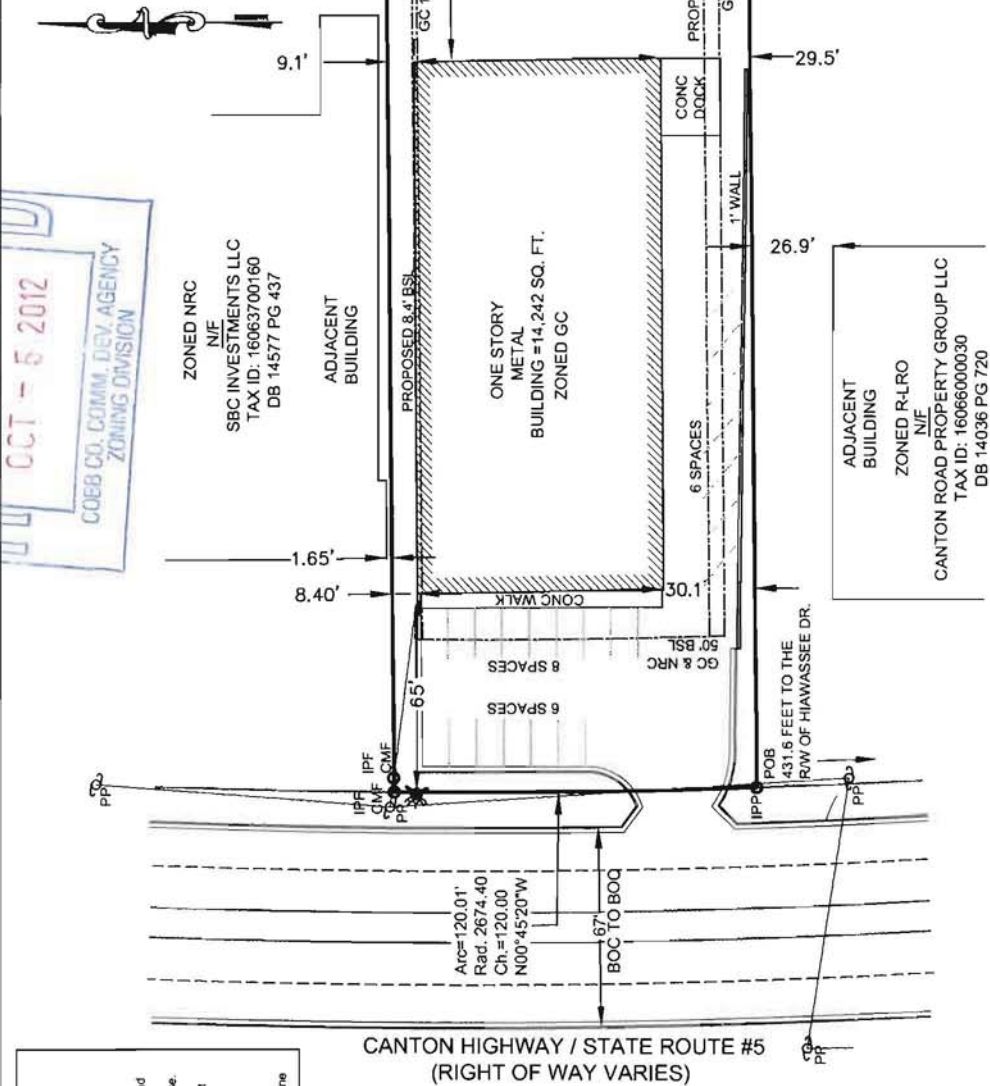 GC 1
PROP
G
9.1'
29.5'
CONC
DOCK
OCT - 5 2012
COBB CO. COMM. DEV. AGENCY
ZONING DIVISION
ZONED NRC
N/F
SBC INVESTMENTS LLC
TAX ID: 16063700160
DB 14577 PG 437
ADJACENT
BUILDING
PROPOSED 8.4' BSL
ONE STORY
METAL
BUILDING =14,242 SQ. FT.
ZONED GC
1' WALL
26.9'
6 SPACES
ADJACENT
BUILDING
ZONED R-LRO
N/F
CANTON ROAD PROPERTY GROUP LLC
TAX ID: 16066000030
DB 14036 PG 720
1.65'
8.40'
CONC WALK
30.1'
50' BSL
GC & NRC
8 SPACES
6 SPACES
65'
IPF
CMF
IPF
CMF
PP
PP
POB
431.6 FEET TO THE
R/W OF HIAWASSEE DR.
IPP
PP
Arc=120.01'
Rad. 2674.40
Ch.=120.00
N00°45'20"W
67'
BOC TO BOC
CANTON HIGHWAY / STATE ROUTE #5
(RIGHT OF WAY VARIES)
PP